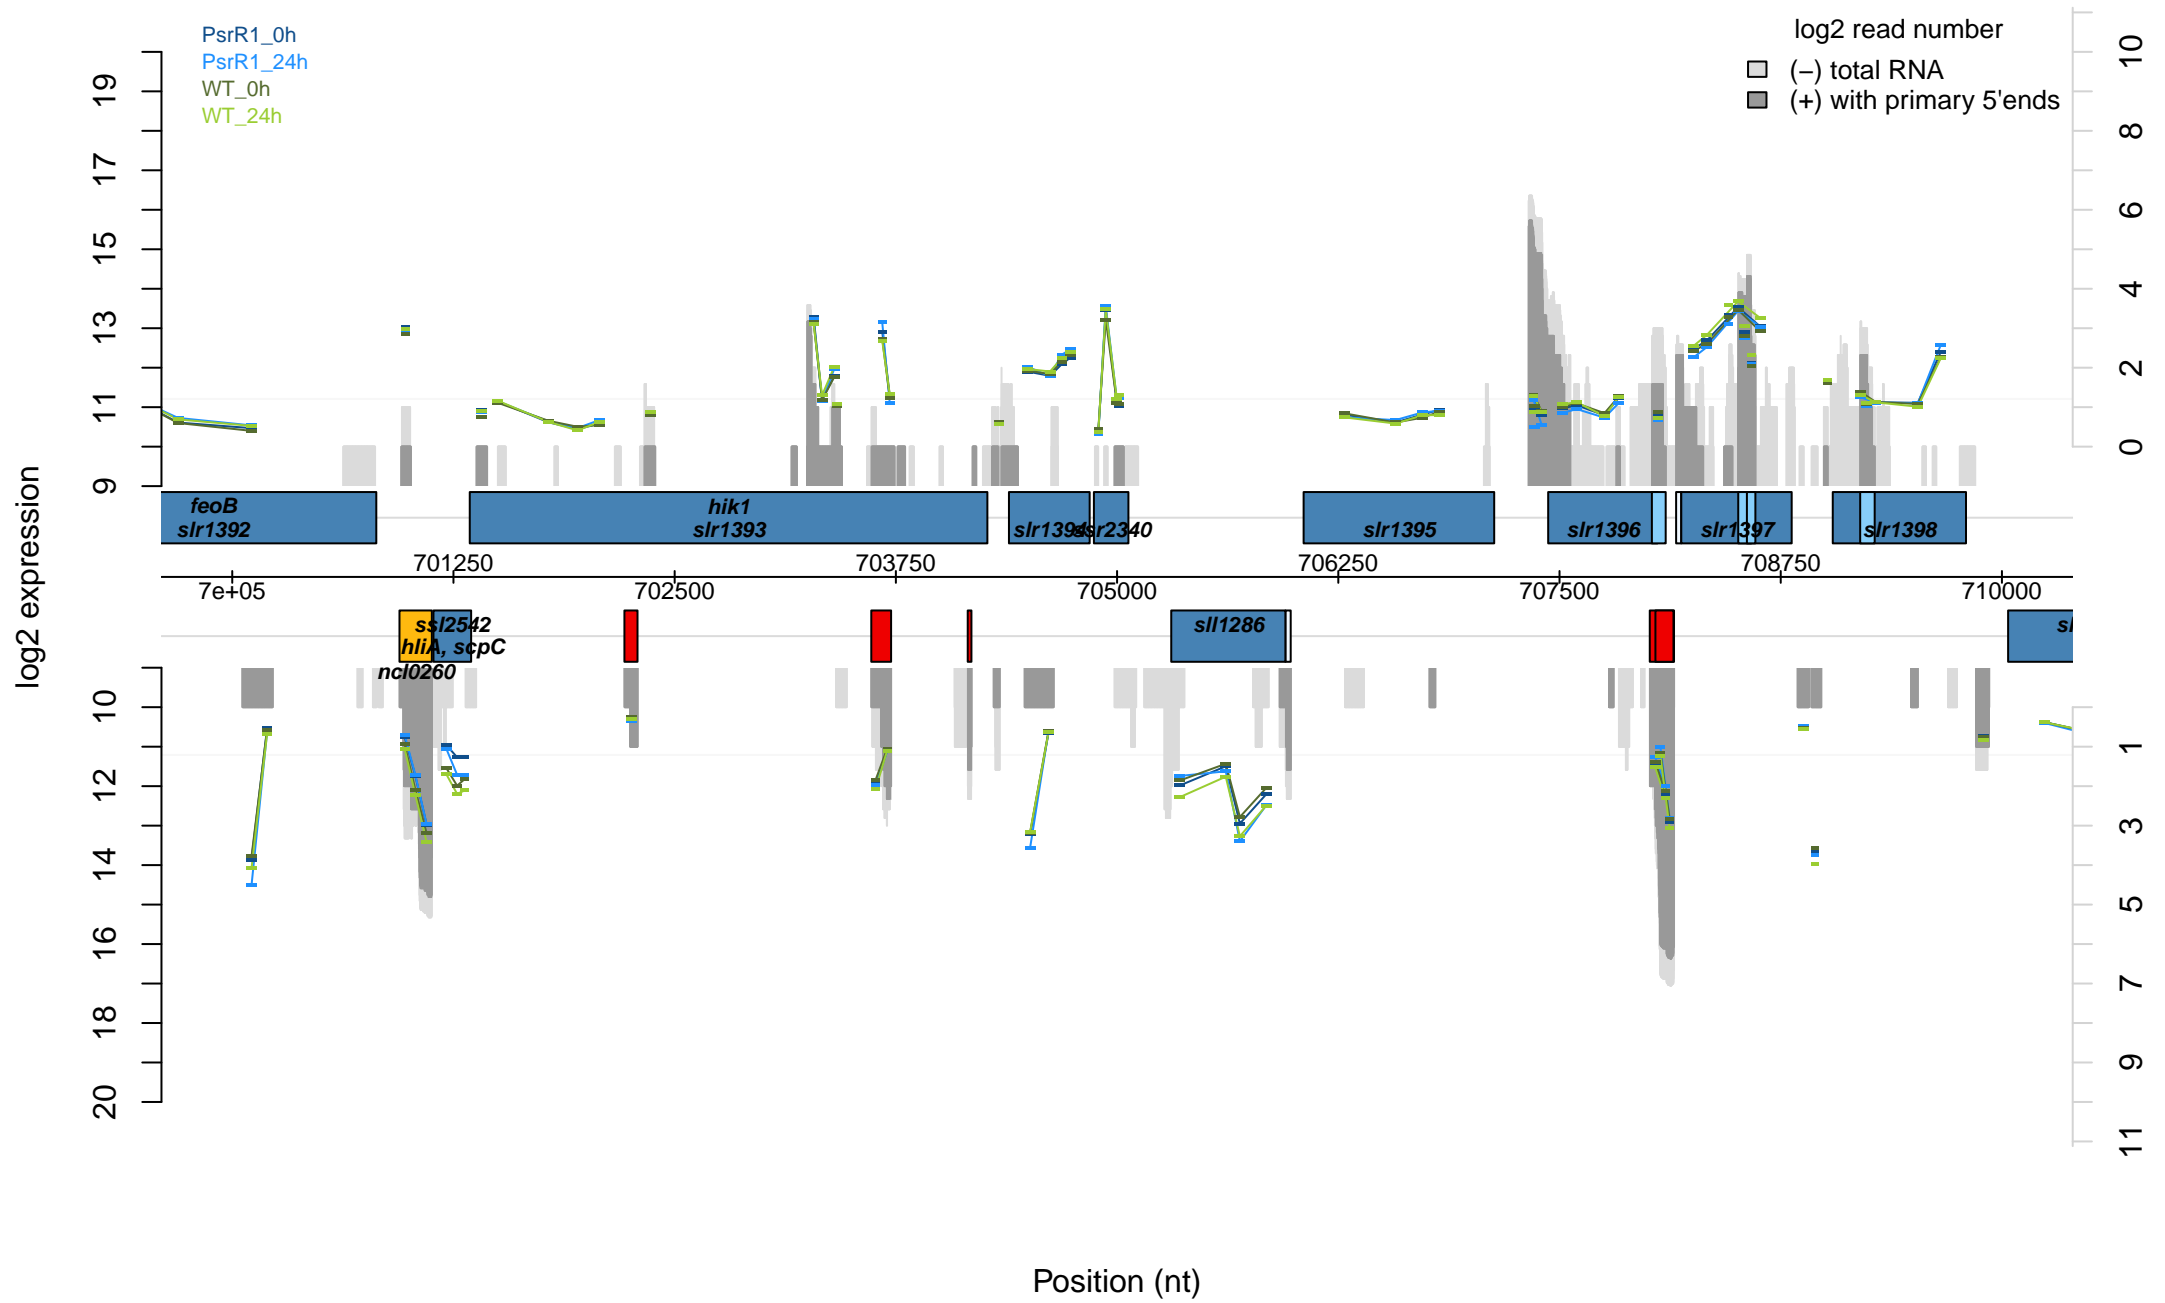 PsrR1_0h
PsrR1_24h
WT_0h
WT_24h
log2 read number
(−) total RNA
(+) with primary 5'ends
19
17
15
13
11
9
10
8
6
4
2
0
log2 expression
feoB
slr1392
hik1
slr1393
slr1394
ssr2340
slr1395
slr1396
slr1397
slr1398
701250
703750
706250
708750
7e+05
702500
705000
707500
710000
ssl2542
hliA, scpC
ncl0260
sll1286
sl
10
12
14
16
18
20
1
3
5
7
9
11
Position (nt)